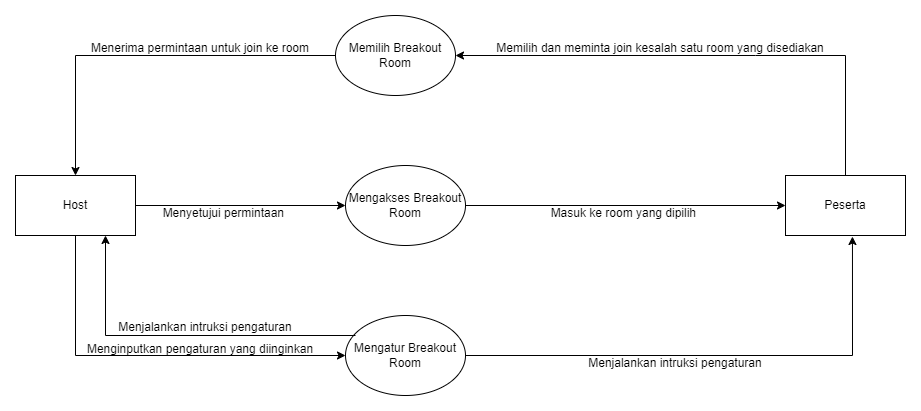 Menerima permintaan untuk join ke room
Memilih Breakout
Room
Memilih dan meminta join kesalah satu room yang disediakan
Host
Menyetujui permintaan
Mengakses Breakout
Room
Masuk ke room yang dipilih
Peserta
Menjalankan intruksi pengaturan
Menginputkan pengaturan yang diinginkan
Mengatur Breakout
Room
Menjalankan intruksi pengaturan